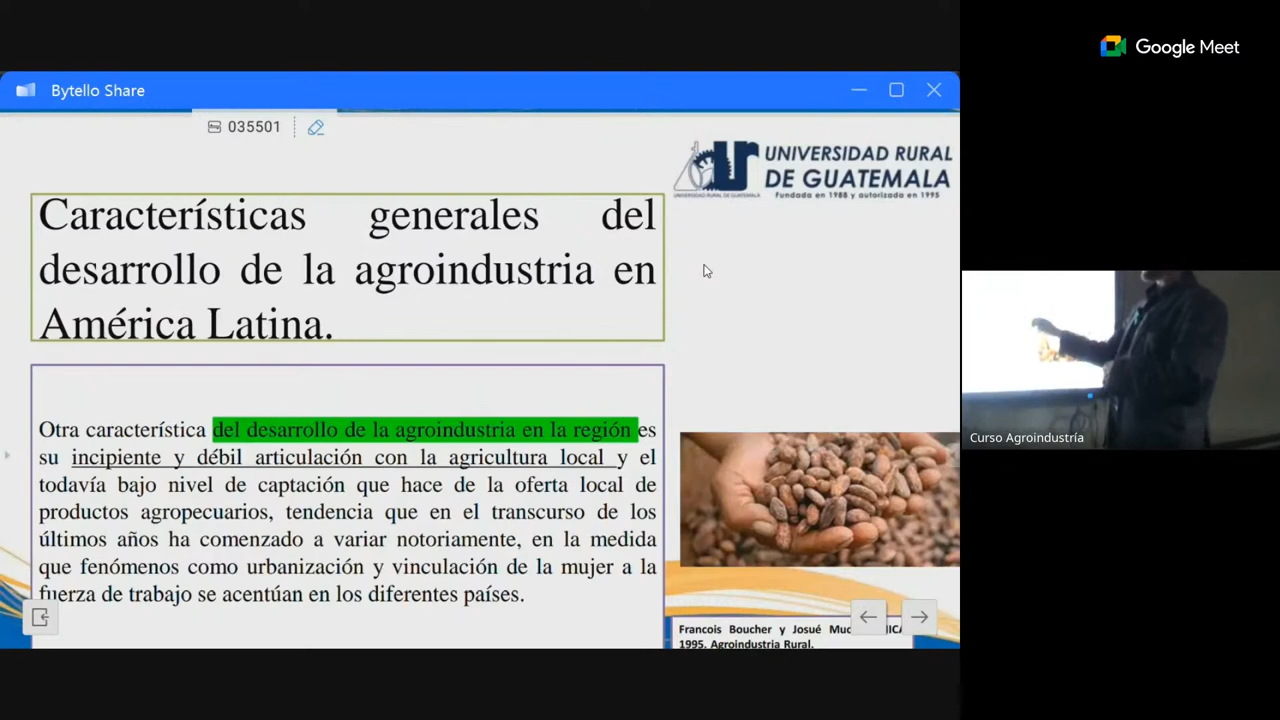 Google Meet
Bytello Share
035501
UNIVERSIDAD RURAL
DE GUATEMALA
Fundada en 1988 y autorizada en 1995
UNIVERSIDAD RURAL DE GUATEMALA
Características generales del
desarrollo de la agroindustria en
América Latina.
Otra característica del desarrollo de la agroindustria en la región es
su incipiente y débil articulación con la agricultura local y el
todavía bajo nivel de captación que hace de la oferta local de
productos agropecuarios, tendencia que en el transcurso de los
últimos años ha comenzado a variar notoriamente, en la medida
que fenómenos como urbanización y vinculación de la mujer a la
fuerza de trabajo se acentúan en los diferentes países.
Francois Boucher y Josué
1995. Agroindustria Rural.
Curso Agroindustría